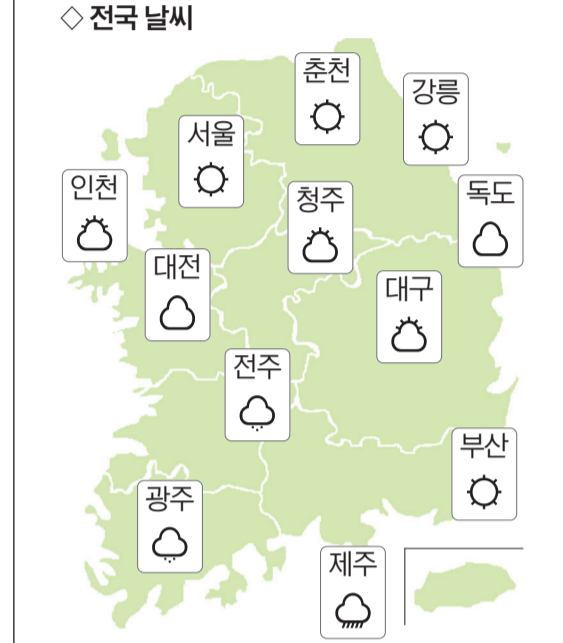 ◇ 전국 날씨
춘천
강릉
서울
인천
청주
독도
대전
대구
전주
부산
광주
제주